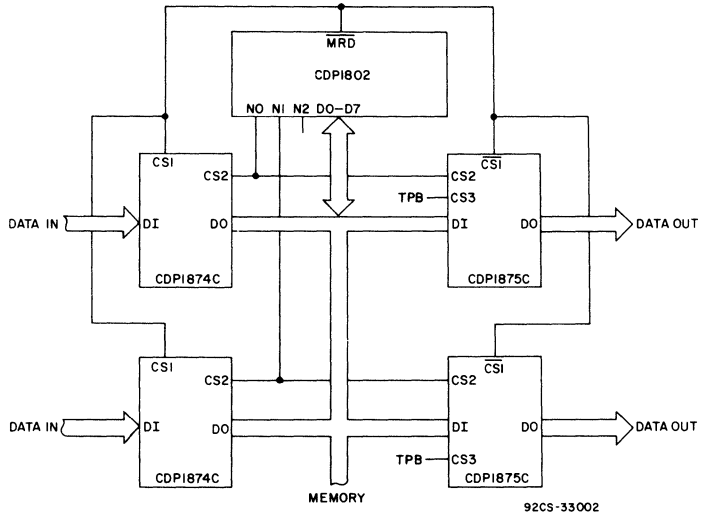 MRD
CDP1802
N0 N1 N2 D0-D7
CS1
CS2
DATA IN
DI
DO
CDP1874C
CS1
CS2
TPB
CS3
DI
DO
DATA OUT
CDP1875C
CS1
CS2
DATA IN
DI
DO
CDP1874C
CS1
CS2
DI
DO
DATA OUT
TPB
CS3
CDP1875C
MEMORY
92CS-33002